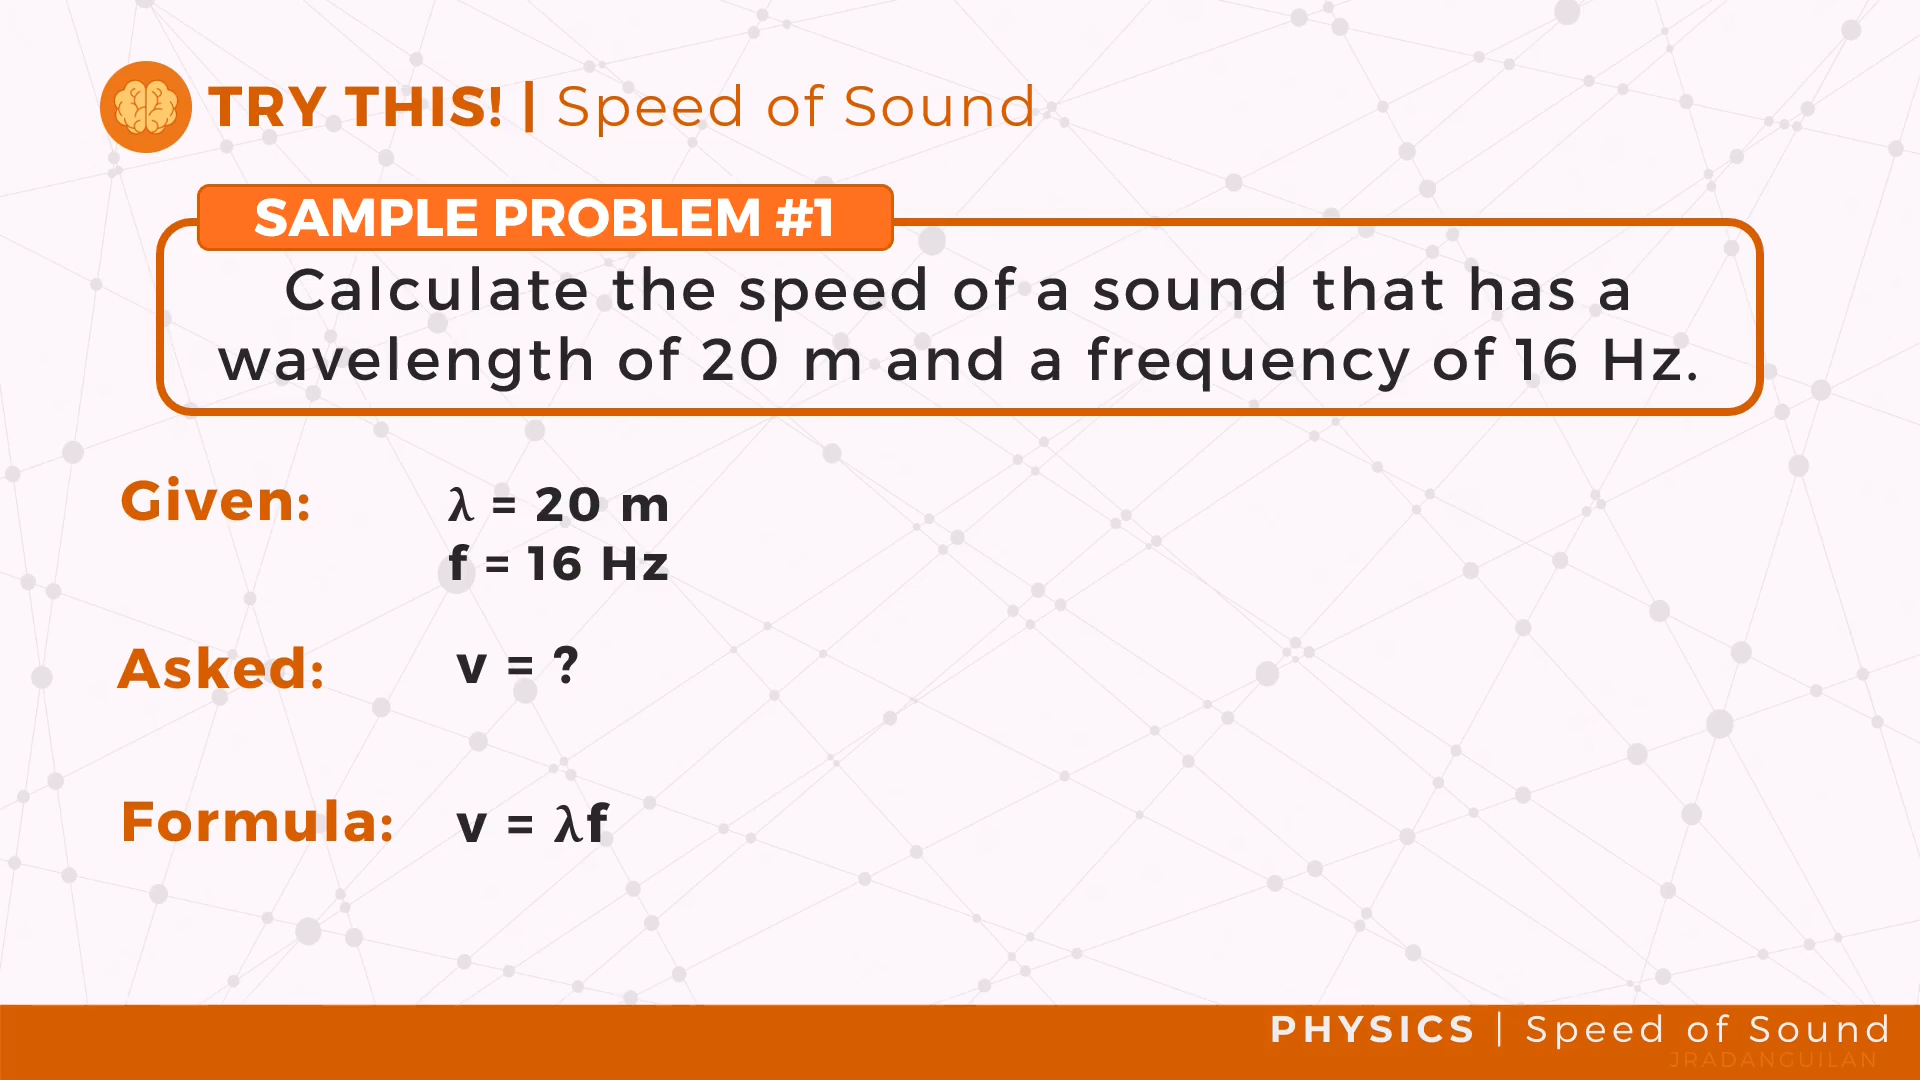 TRY THIS! | Speed of Sound
SAMPLE PROBLEM #1
Calculate the speed of a sound that has a
wavelength of 20 m and a frequency of 16 Hz.
Given:
λ = 20 m
f = 16 Hz
Asked:
v = ?
Formula:
v = λf
PHYSICS | Speed of Sound
JRADANGUILAN